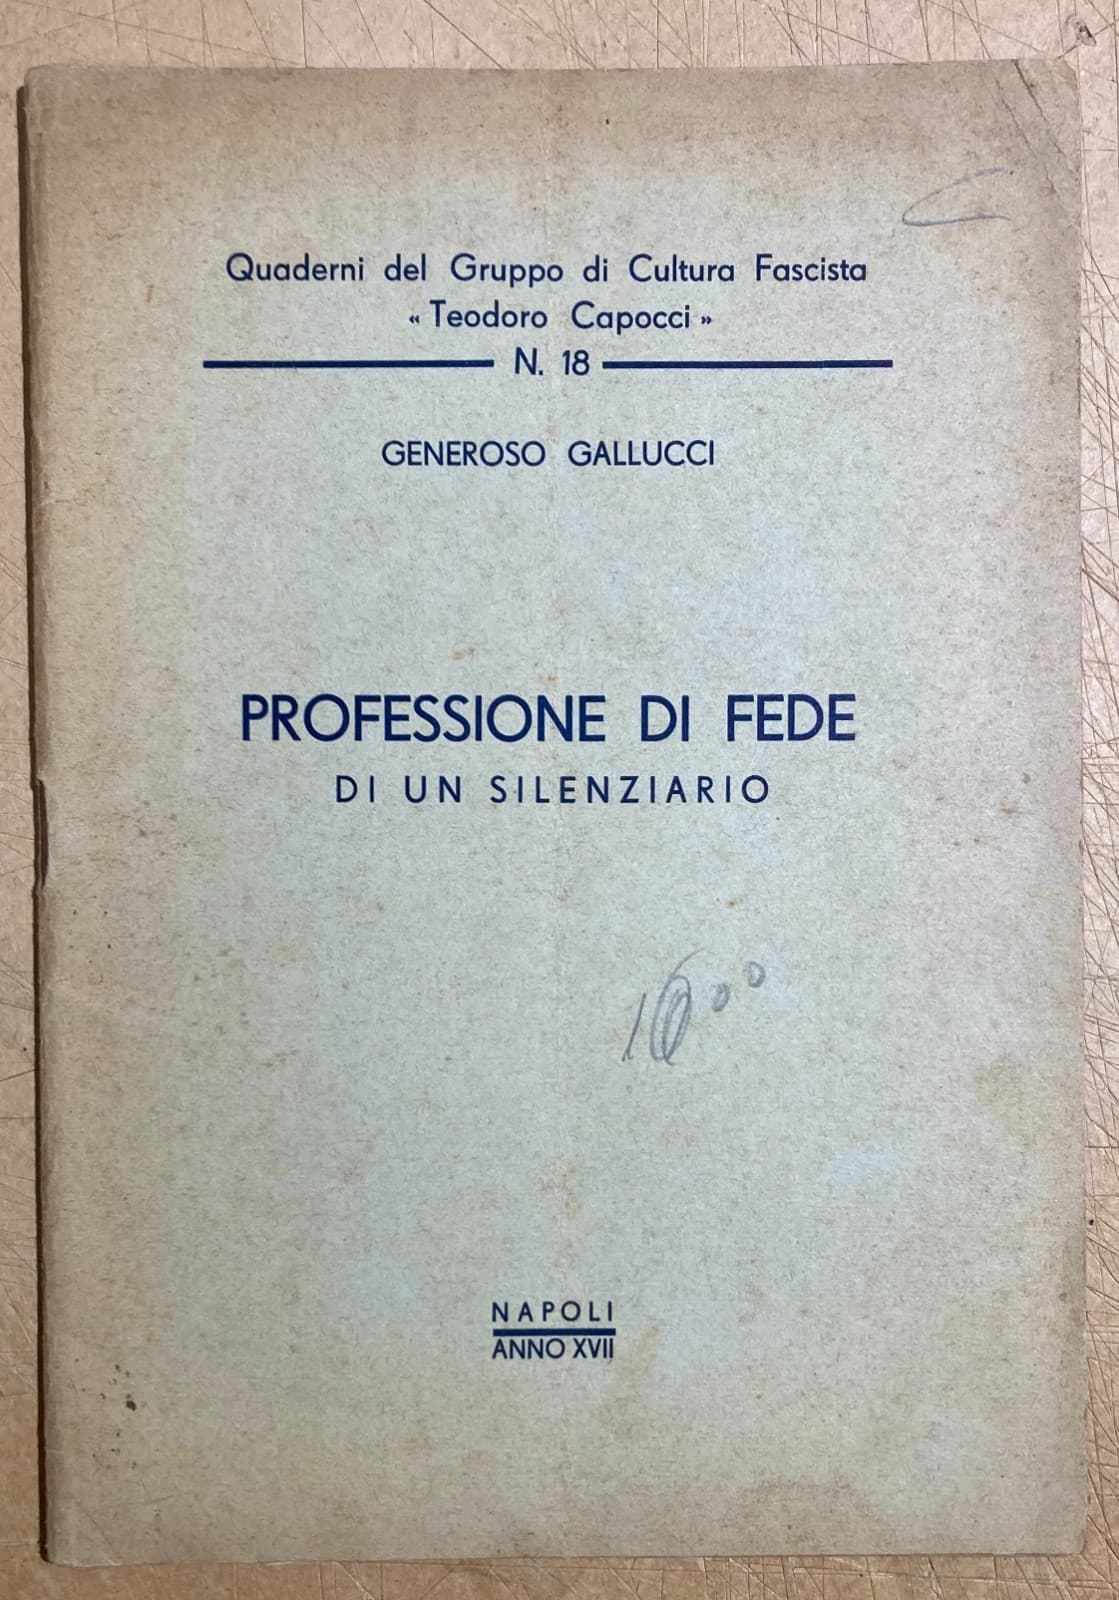 Quaderni del Gruppo di Cultura Fascista
« Teodoro Capocci »
N. 18
GENEROSO GALLUCCI
PROFESSIONE DI FEDE
DI UN SILENZIARIO
NAPOLI
ANNO XVII